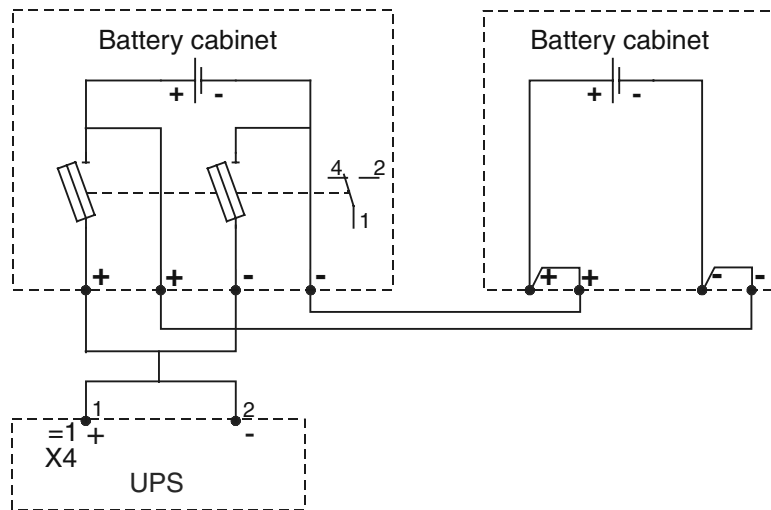 Battery cabinet
Battery cabinet
+ -
+ -
4 2
1
+ + - -
+ + - -
1 2
=1 + -
X4
UPS